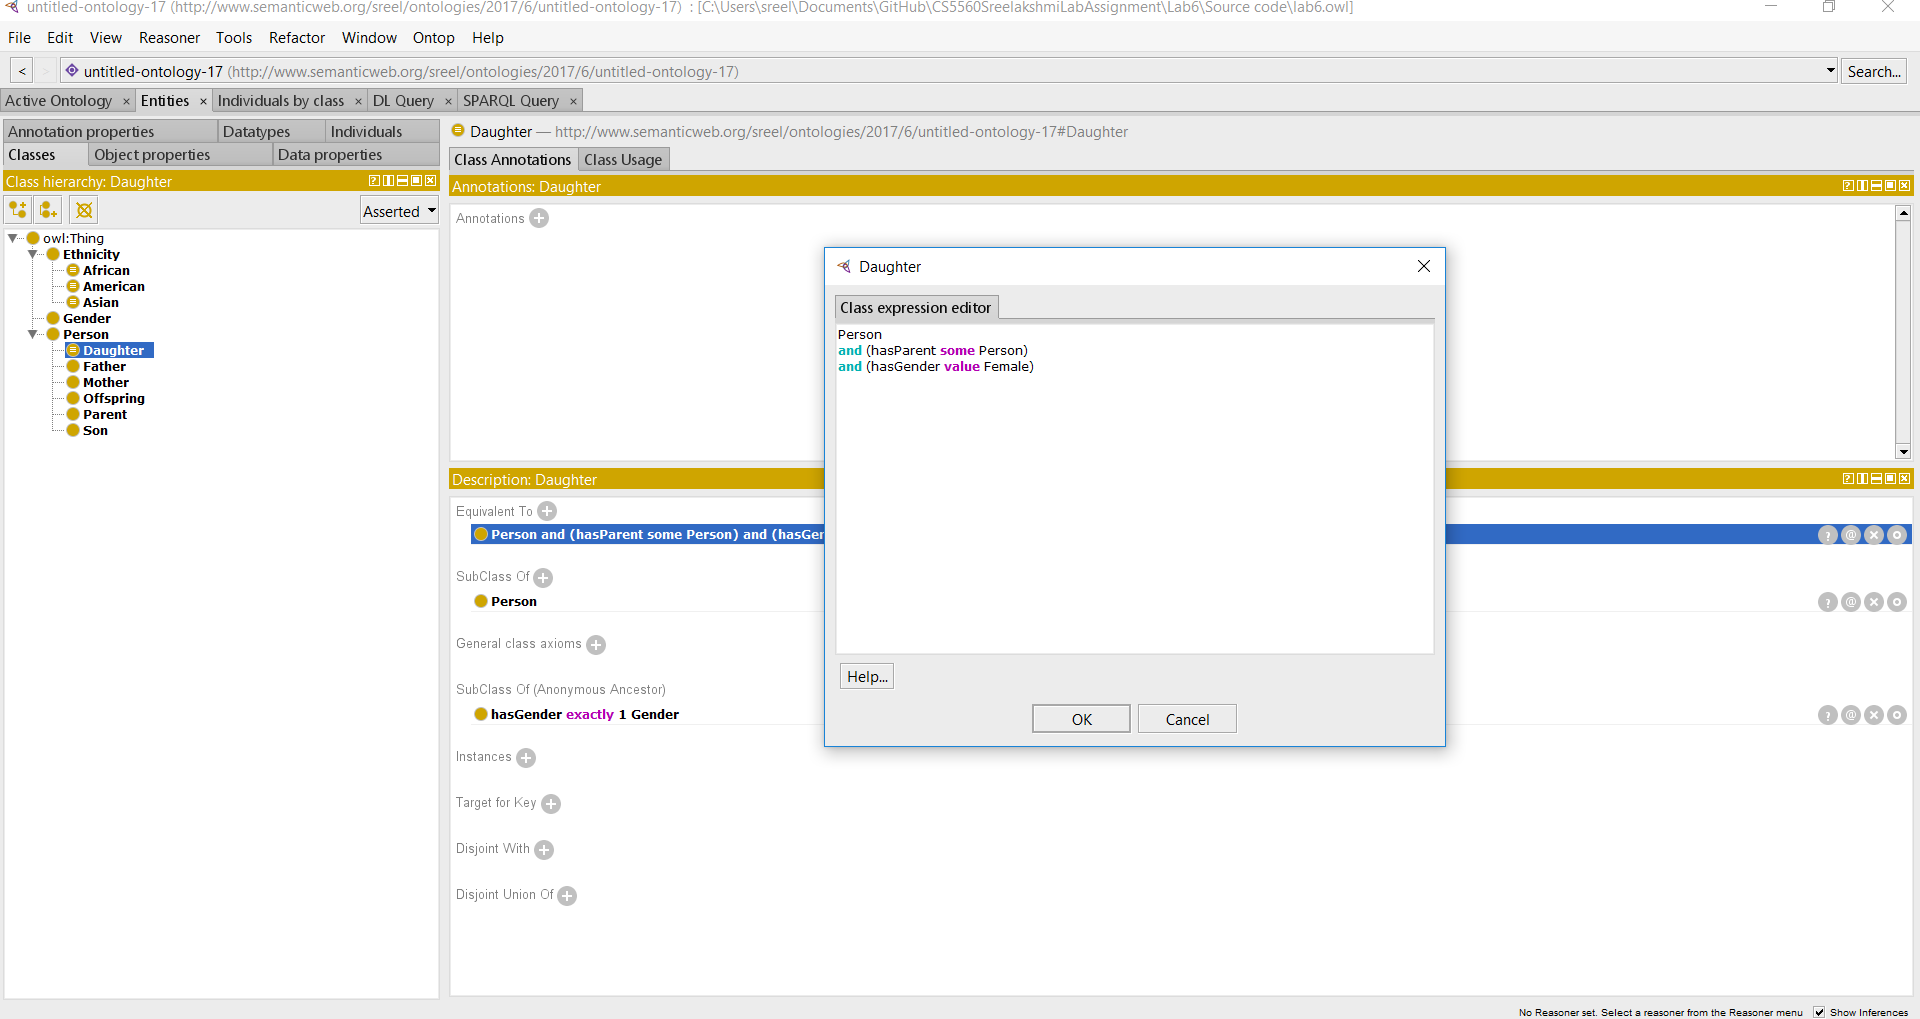 untitled-ontology-17 (http://www.semanticweb.org/sreel/ontologies/2017/6/untitled-ontology-17) : [C:\Users\sreel\Documents\GitHub\CS5560SreelakshmiLabAssignment\Lab6\Source code\lab6.owl]
File Edit View Reasoner Tools Refactor Window Ontop Help
< > untitled-ontology-17 (http://www.semanticweb.org/sreel/ontologies/2017/6/untitled-ontology-17) Search...
Active Ontology × Entities × Individuals by class × DL Query × SPARQL Query ×
Annotation properties Datatypes Individuals
Classes Object properties Data properties
Class hierarchy: Daughter
Asserted
owl:Thing
Ethnicity
African
American
Asian
Gender
Person
Daughter
Father
Mother
Offspring
Parent
Son
Daughter — http://www.semanticweb.org/sreel/ontologies/2017/6/untitled-ontology-17#Daughter
Class Annotations Class Usage
Annotations: Daughter
Annotations
Daughter
Class expression editor
Person
and (hasParent some Person)
and (hasGender value Female)
Help...
OK Cancel
Description: Daughter
Equivalent To
Person and (hasParent some Person) and (hasGer
SubClass Of
Person
General class axioms
SubClass Of (Anonymous Ancestor)
hasGender exactly 1 Gender
Instances
Target for Key
Disjoint With
Disjoint Union Of
No Reasoner set. Select a reasoner from the Reasoner menu Show Inferences